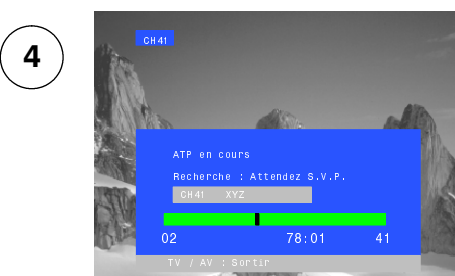 4
CH41
ATP en cours
Recherche : Attendez S.V.P.
CH41 XYZ
02 78:01 41
TV / AV : Sortir